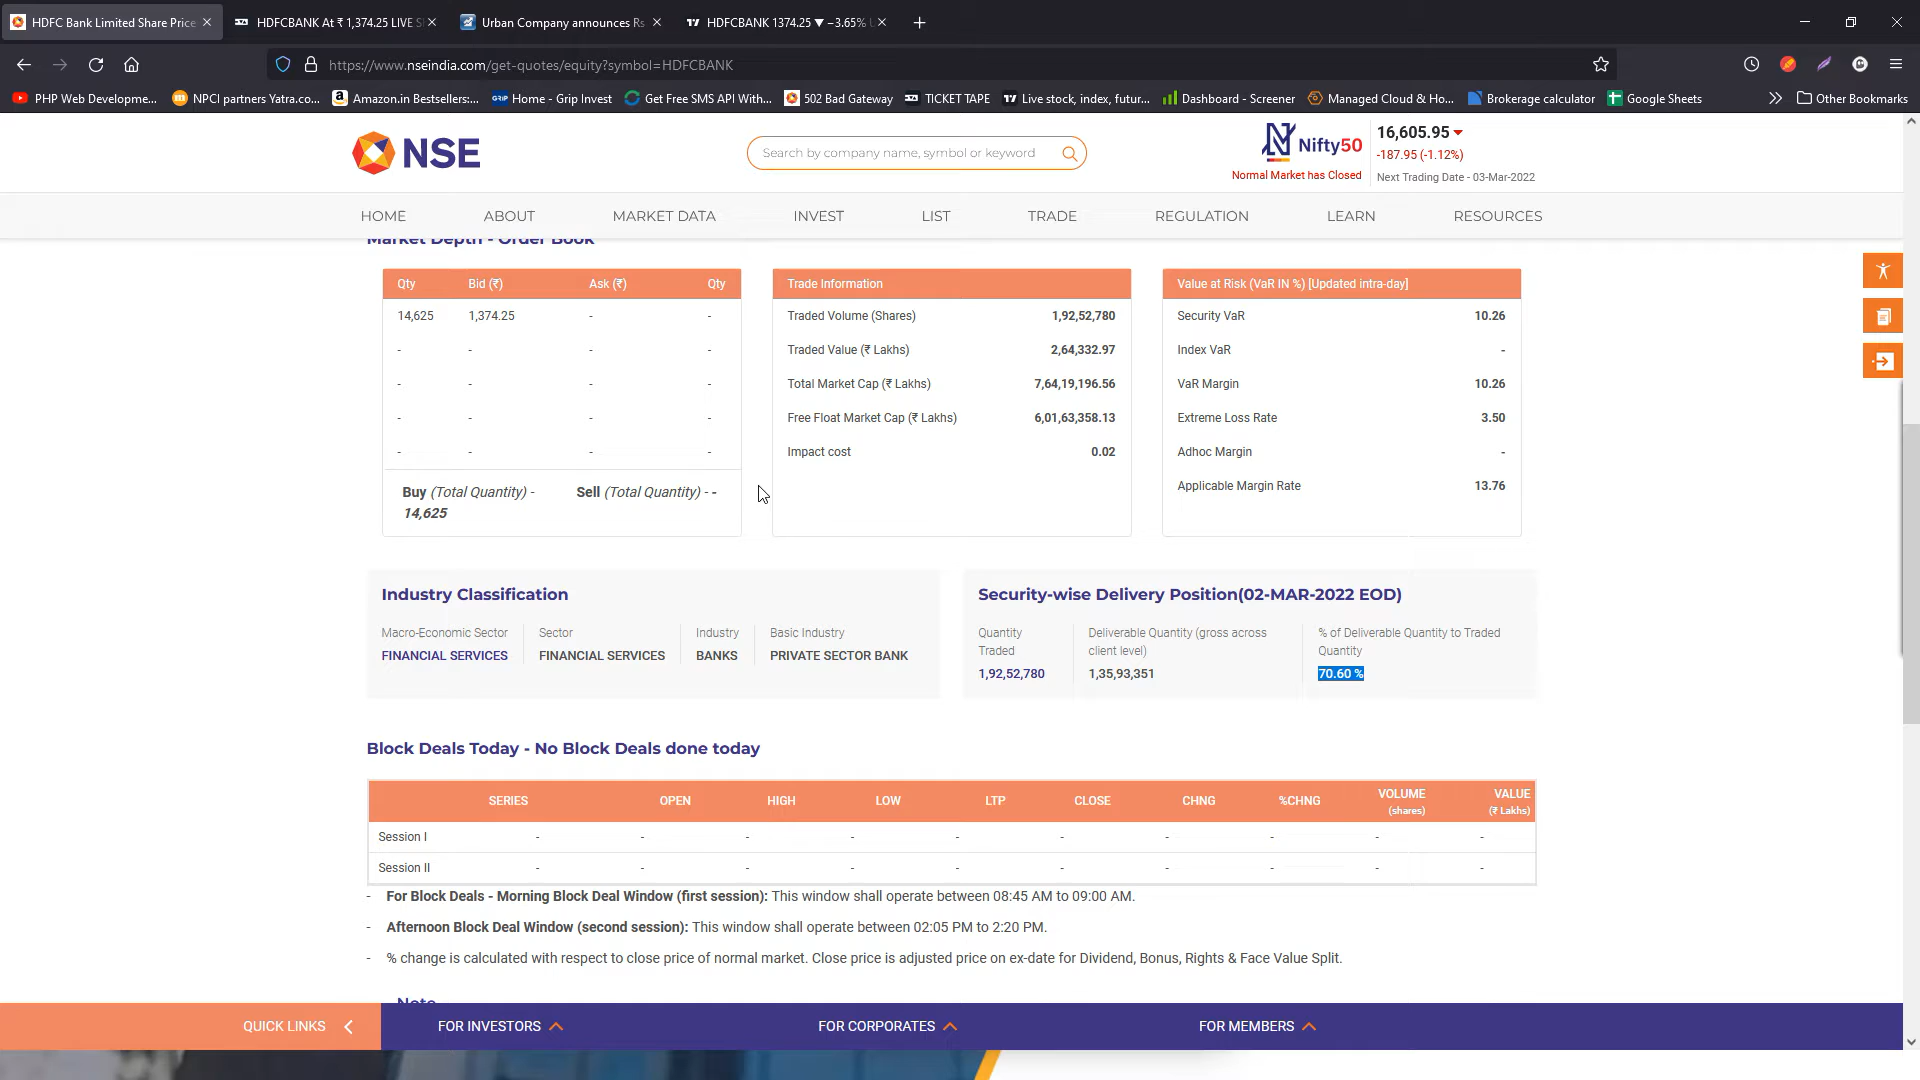 HDFC Bank Limited Share Price
HDFCBANK At ₹ 1,374.25 LIVE S
Urban Company announces Rs
HDFCBANK 1374.25 ▼ −3.65% U
https://www.nseindia.com/get-quotes/equity?symbol=HDFCBANK
PHP Web Developme...
NPCI partners Yatra.co...
Amazon.in Bestsellers:...
GRIP
Home - Grip Invest
Get Free SMS API With...
502 Bad Gateway
TICKET TAPE
Live stock, index, futur...
Dashboard - Screener
Managed Cloud & Ho...
Brokerage calculator
Google Sheets
Other Bookmarks
NSE
Search by company name, symbol or keyword
Nifty50
16,605.95
-187.95 (-1.12%)
Normal Market has Closed
Next Trading Date - 03-Mar-2022
HOME ABOUT MARKET DATA INVEST LIST TRADE REGULATION LEARN RESOURCES
Market Depth - Order Book
Qty Bid (₹) Ask (₹) Qty
14,625 1,374.25 - -
- - - -
- - - -
- - - -
- - - -
Buy (Total Quantity) - Sell (Total Quantity) - -
14,625
Trade Information
Traded Volume (Shares) 1,92,52,780
Traded Value (₹ Lakhs) 2,64,332.97
Total Market Cap (₹ Lakhs) 7,64,19,196.56
Free Float Market Cap (₹ Lakhs) 6,01,63,358.13
Impact cost 0.02
Value at Risk (VaR IN %) [Updated intra-day]
Security VaR 10.26
Index VaR -
VaR Margin 10.26
Extreme Loss Rate 3.50
Adhoc Margin -
Applicable Margin Rate 13.76
Industry Classification
Macro-Economic Sector Sector Industry Basic Industry
FINANCIAL SERVICES FINANCIAL SERVICES BANKS PRIVATE SECTOR BANK
Security-wise Delivery Position(02-MAR-2022 EOD)
Quantity Deliverable Quantity (gross across % of Deliverable Quantity to Traded
Traded client level) Quantity
1,92,52,780 1,35,93,351 70.60 %
Block Deals Today - No Block Deals done today
SERIES OPEN HIGH LOW LTP CLOSE CHNG %CHNG VOLUME VALUE
(shares) (₹ Lakhs)
Session I - - - - - - - - - -
Session II - - - - - - - - - -
- For Block Deals - Morning Block Deal Window (first session): This window shall operate between 08:45 AM to 09:00 AM.
- Afternoon Block Deal Window (second session): This window shall operate between 02:05 PM to 2:20 PM.
- % change is calculated with respect to close price of normal market. Close price is adjusted price on ex-date for Dividend, Bonus, Rights & Face Value Split.
Note
QUICK LINKS FOR INVESTORS FOR CORPORATES FOR MEMBERS